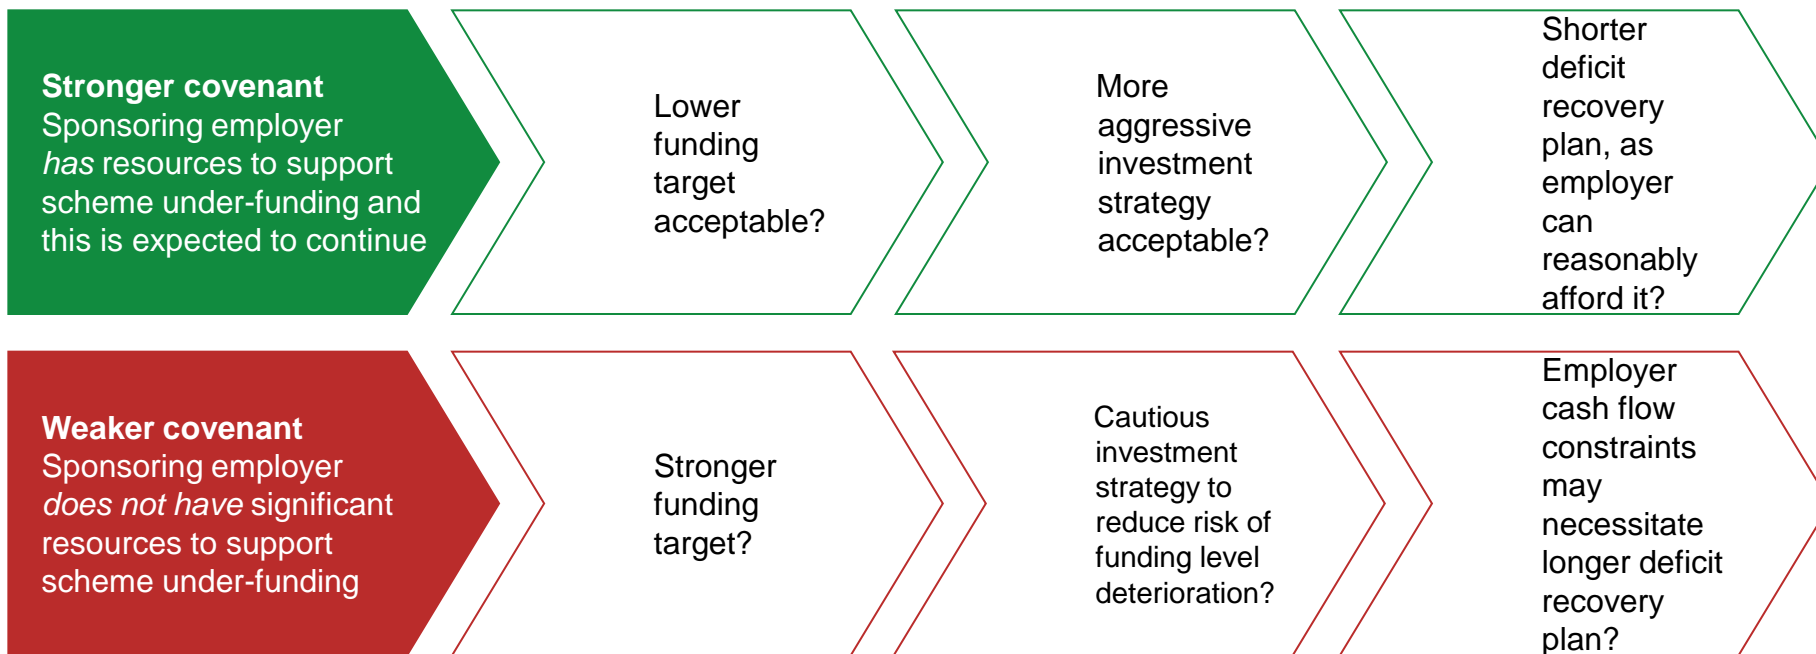 Stronger covenant
Sponsoring employer
has resources to support
scheme under-funding and
this is expected to continue
Lower
funding
target
acceptable?
More
aggressive
investment
strategy
acceptable?
Shorter
deficit
recovery
plan, as
employer
can
reasonably
afford it?
Weaker covenant
Sponsoring employer
does not have significant
resources to support
scheme under-funding
Stronger
funding
target?
Cautious
investment
strategy to
reduce risk of
funding level
deterioration?
Employer
cash flow
constraints
may
necessitate
longer deficit
recovery
plan?